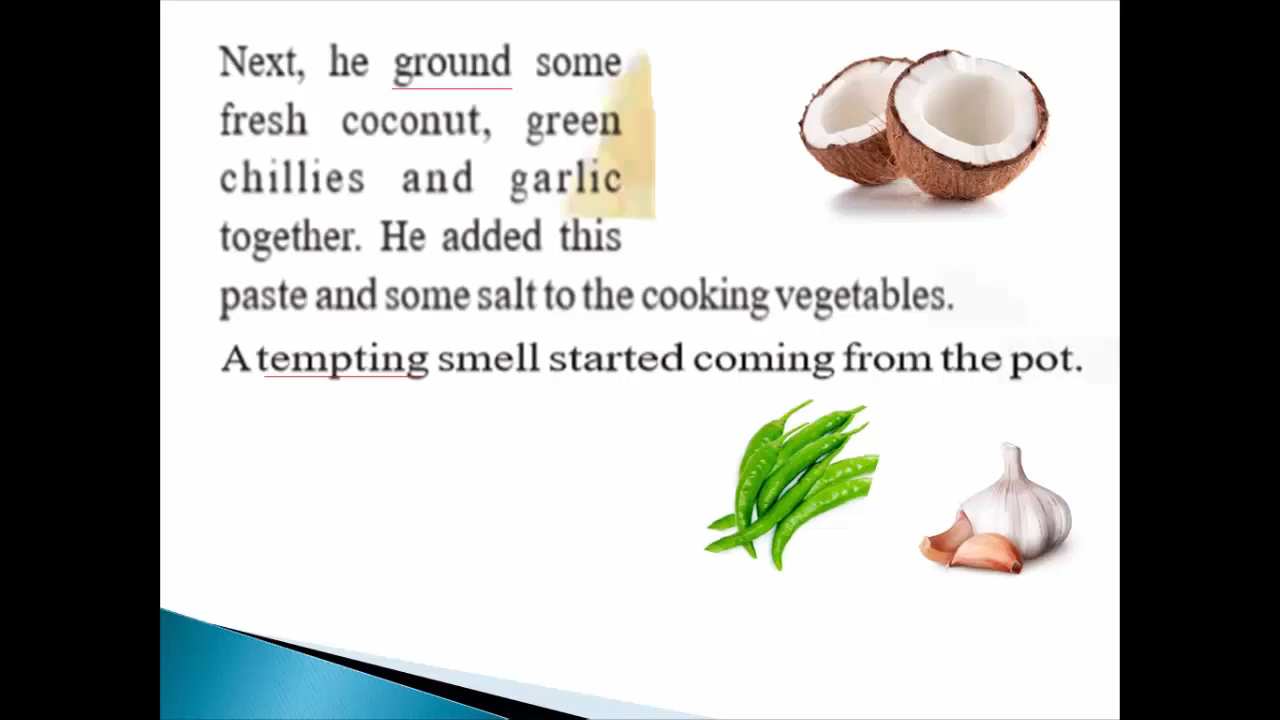 Next, he ground some
fresh coconut, green
chillies and garlic
together. He added this
paste and some salt to the cooking vegetables.
A tempting smell started coming from the pot.